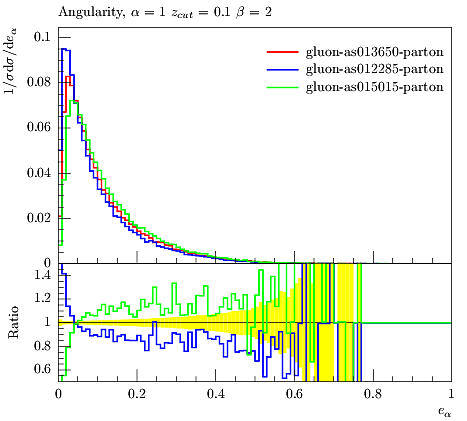 Angularity, α = 1 z_cut = 0.1 β = 2
1/σ dσ/de_α
0.1
0.08
0.06
0.04
0.02
0
gluon-as013650-parton
gluon-as012285-parton
gluon-as015015-parton
Ratio
1.4
1.2
1
0.8
0.6
0 0.2 0.4 0.6 0.8 1
e_α